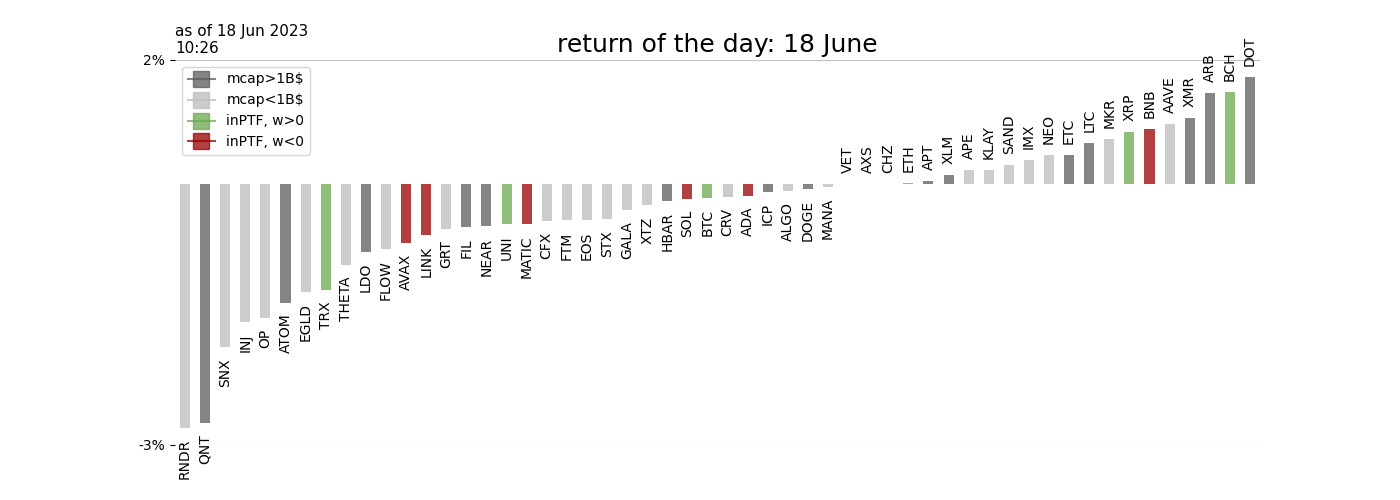 as of 18 Jun 2023
10:26
return of the day: 18 June
2%
mcap>1B$
mcap<1B$
inPTF, w>0
inPTF, w<0
-3%
RNDR
QNT
SNX
INJ
OP
ATOM
EGLD
TRX
THETA
LDO
FLOW
AVAX
LINK
GRT
FIL
NEAR
UNI
MATIC
CFX
FTM
EOS
STX
GALA
XTZ
HBAR
SOL
BTC
CRV
ADA
ICP
ALGO
DOGE
MANA
VET
AXS
CHZ
ETH
APT
XLM
APE
KLAY
SAND
IMX
NEO
ETC
LTC
MKR
XRP
BNB
AAVE
XMR
ARB
BCH
DOT